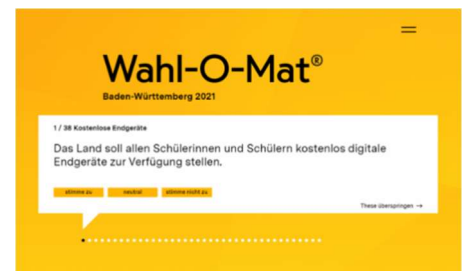 Wahl-O-Mat®
Baden-Württemberg 2021
1 / 38 Kostenlose Endgeräte
Das Land soll allen Schülerinnen und Schülern kostenlos digitale
Endgeräte zur Verfügung stellen.
stimme zu neutral stimme nicht zu
These überspringen →